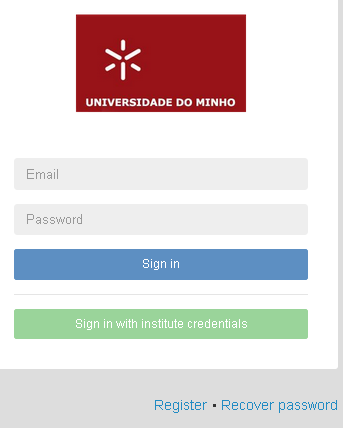 UNIVERSIDADE DO MINHO
Email
Password
Sign in
Sign in with institute credentials
Register • Recover password